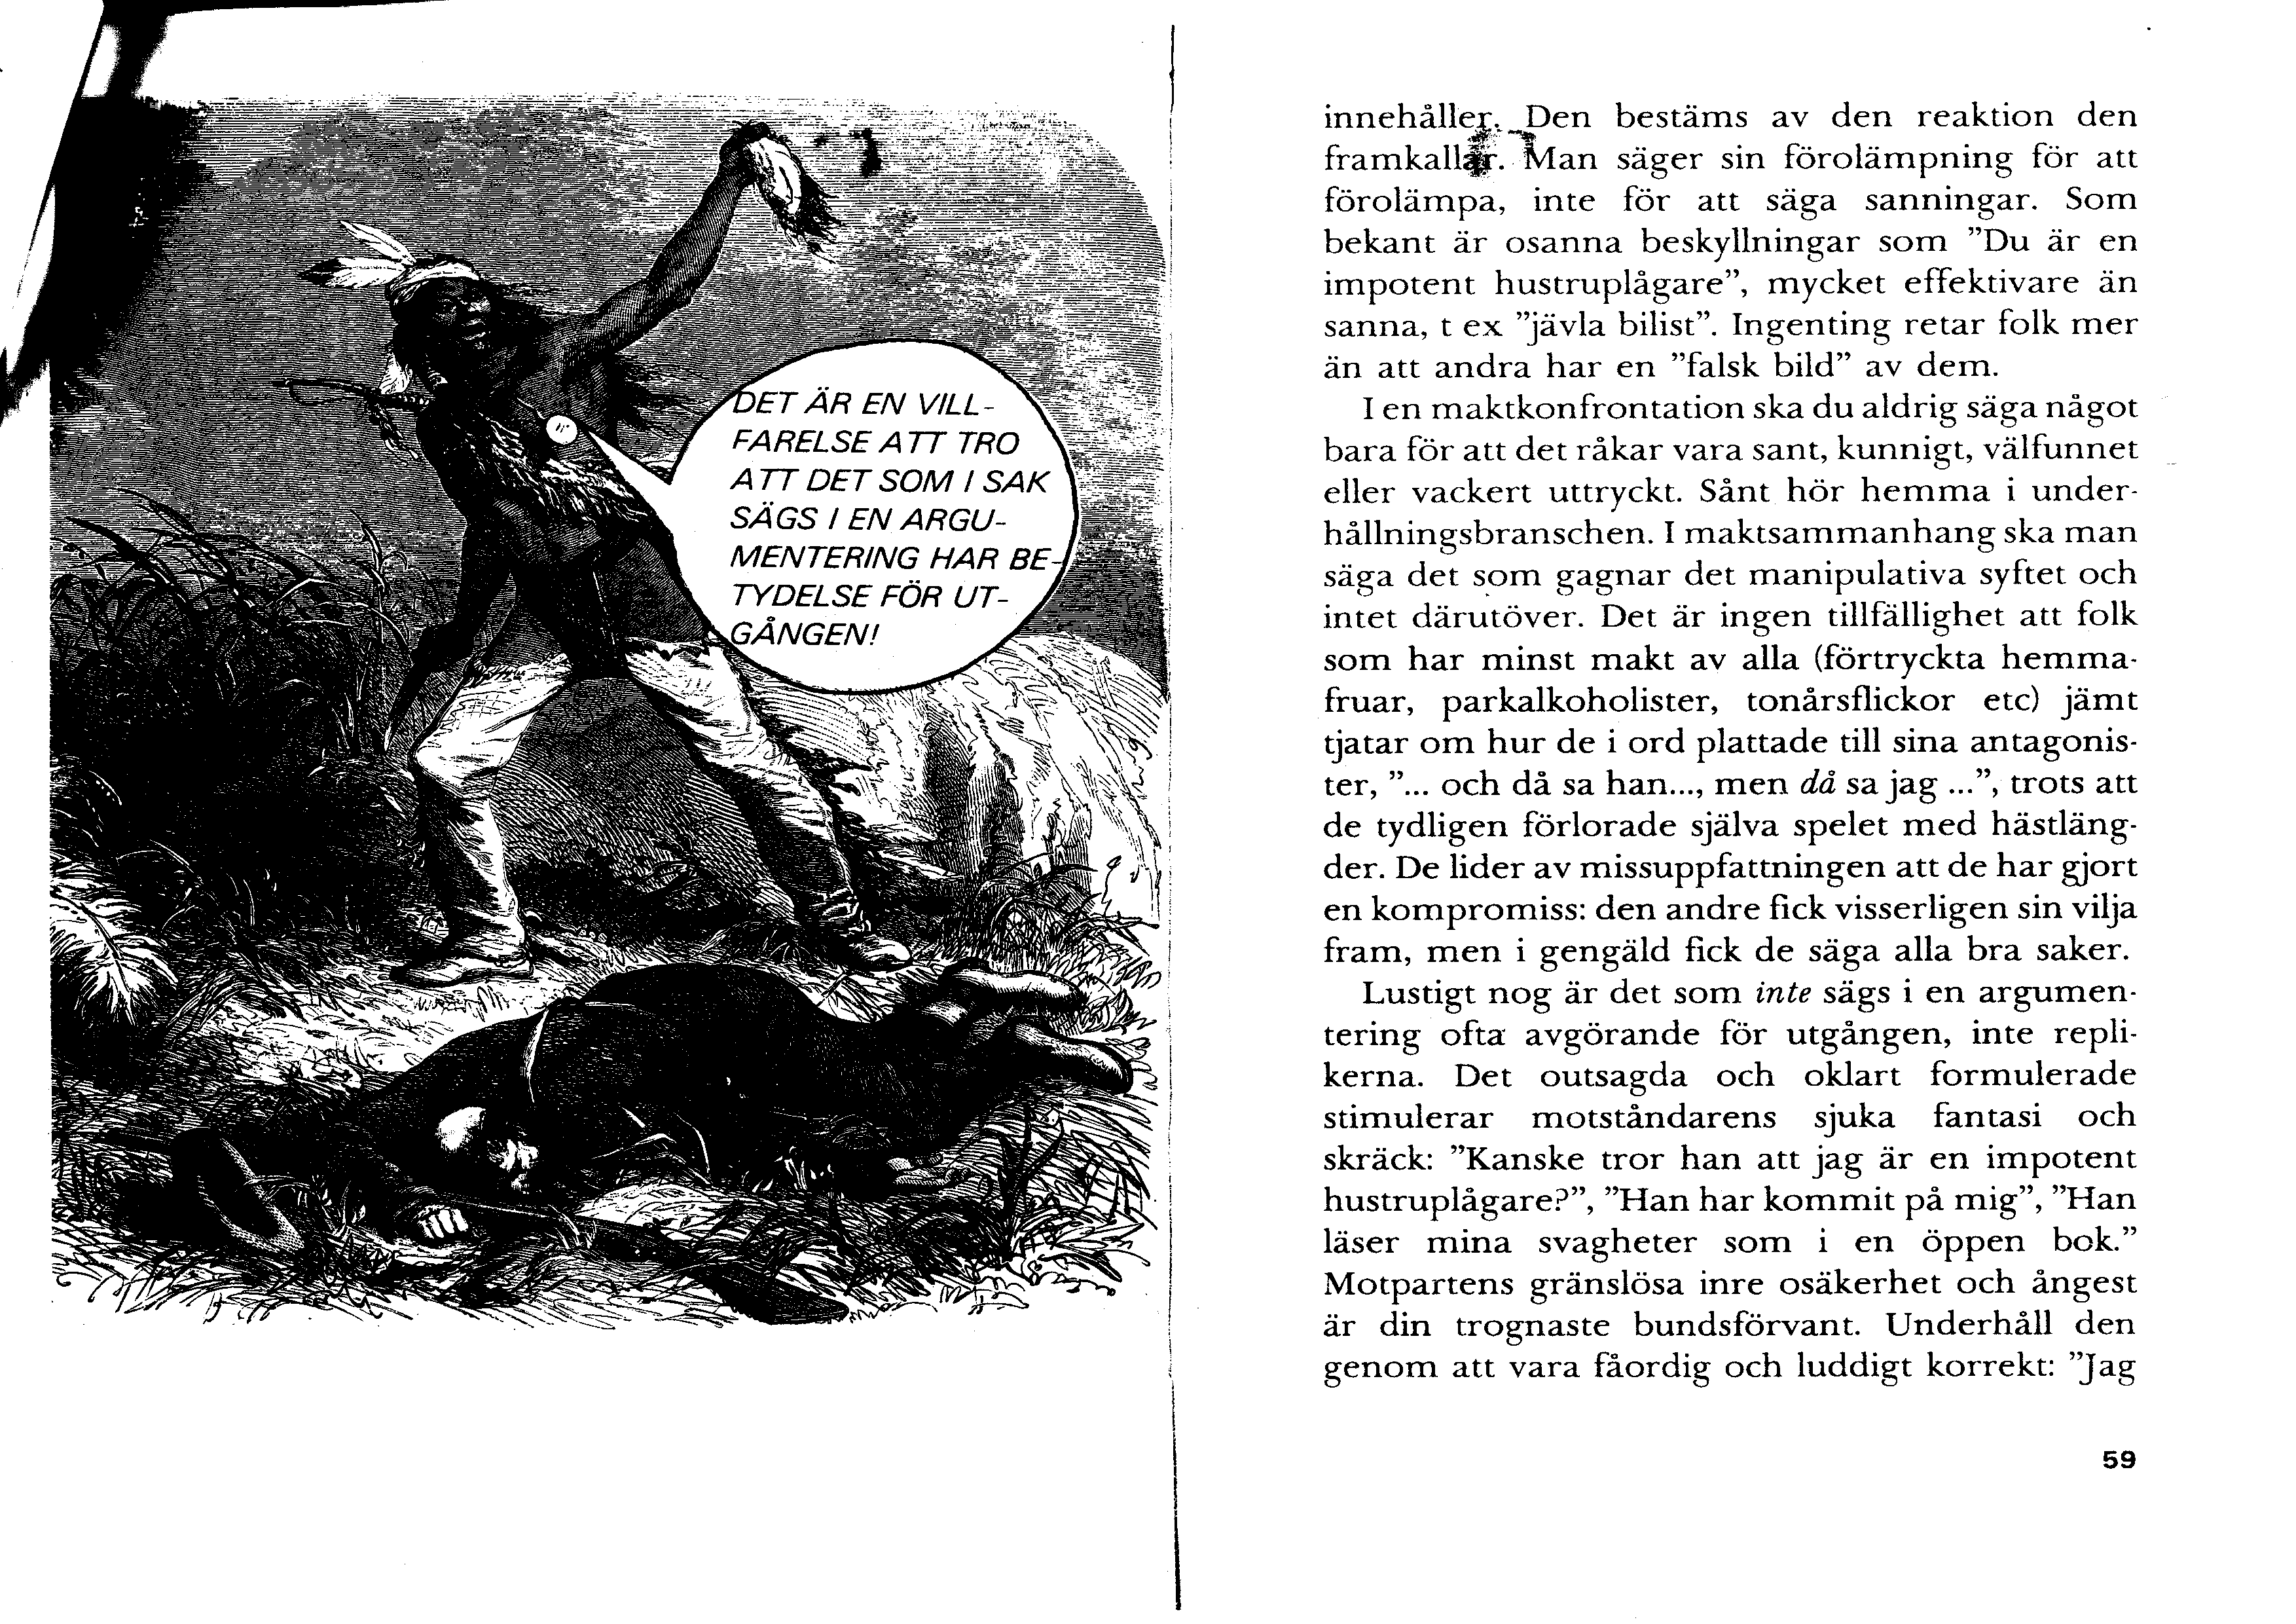 DET ÄR EN VILL-
FARELSE ATT TRO
ATT DET SOM I SAK
SÄGS I EN ARGU-
MENTERING HAR BE-
TYDELSE FÖR UT-
GÅNGEN!
innehåller. Den bestäms av den reaktion den
framkallar. Man säger sin förolämpning för att
förolämpa, inte för att säga sanningar. Som
bekant är osanna beskyllningar som ”Du är en
impotent hustruplågare”, mycket effektivare än
sanna, t ex ”jävla bilist”. Ingenting retar folk mer
än att andra har en ”falsk bild” av dem.
I en maktkonfrontation ska du aldrig säga något
bara för att det råkar vara sant, kunnigt, välfunnet
eller vackert uttryckt. Sånt hör hemma i under-
hållningsbranschen. I maktsammanhang ska man
säga det som gagnar det manipulativa syftet och
intet därutöver. Det är ingen tillfällighet att folk
som har minst makt av alla (förtryckta hemma-
fruar, parkalkoholister, tonårsflickor etc) jämt
tjatar om hur de i ord plattade till sina antagonis-
ter, ”... och då sa han..., men då sa jag ...”, trots att
de tydligen förlorade själva spelet med hästläng-
der. De lider av missuppfattningen att de har gjort
en kompromiss: den andre fick visserligen sin vilja
fram, men i gengäld fick de säga alla bra saker.
Lustigt nog är det som inte sägs i en argumen-
tering ofta avgörande för utgången, inte repli-
kerna. Det outsagda och oklart formulerade
stimulerar motståndarens sjuka fantasi och
skräck: ”Kanske tror han att jag är en impotent
hustruplågare?”, ”Han har kommit på mig”, ”Han
läser mina svagheter som i en öppen bok.”
Motpartens gränslösa inre osäkerhet och ångest
är din trognaste bundsförvant. Underhåll den
genom att vara fåordig och luddigt korrekt: ”Jag
59